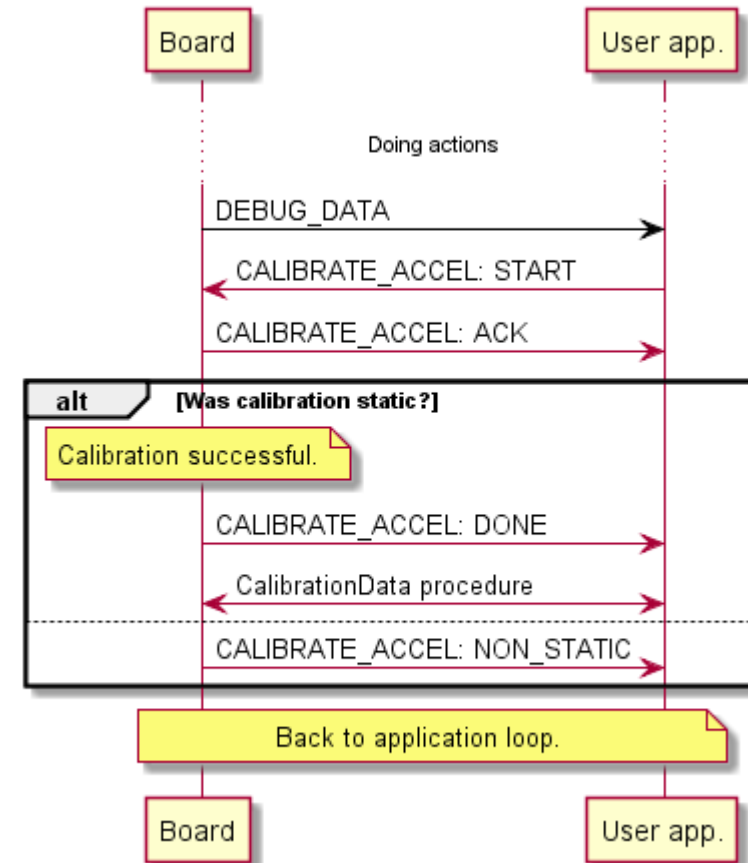 Board
User app.
Doing actions
DEBUG_DATA
CALIBRATE_ACCEL: START
CALIBRATE_ACCEL: ACK
alt
[Was calibration static?]
Calibration successful.
CALIBRATE_ACCEL: DONE
CalibrationData procedure
CALIBRATE_ACCEL: NON_STATIC
Back to application loop.
Board
User app.